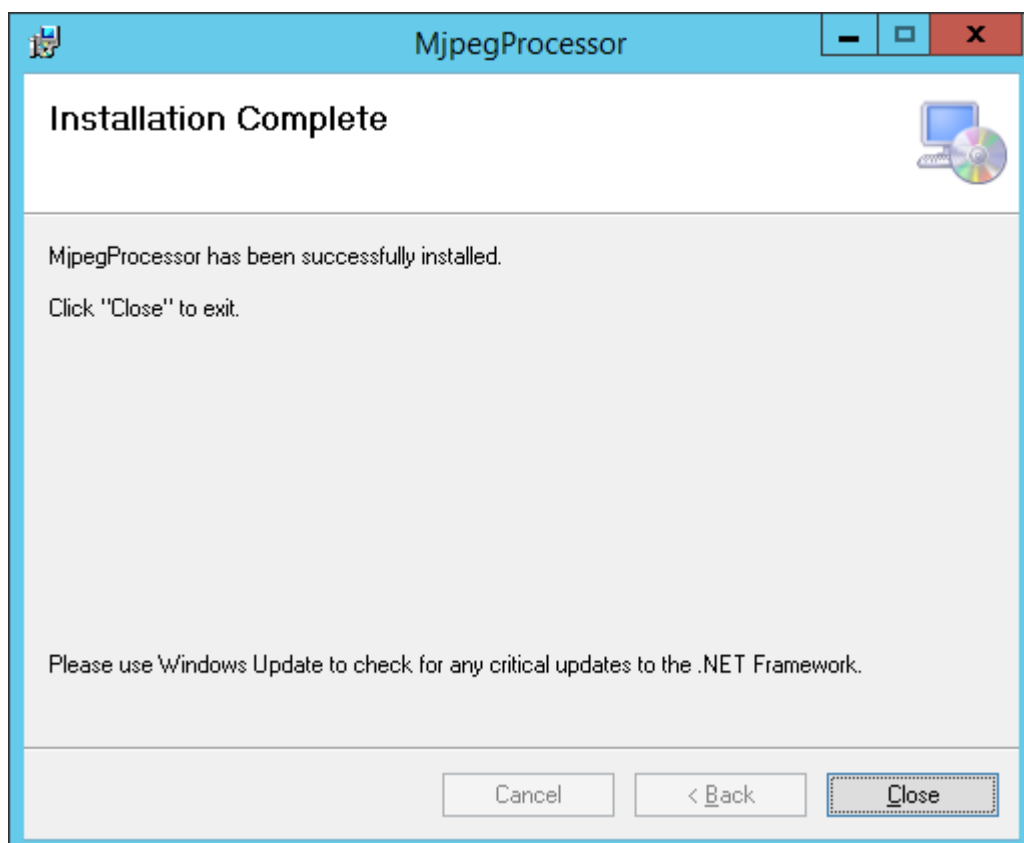 MjpegProcessor
Installation Complete
MjpegProcessor has been successfully installed.
Click "Close" to exit.
Please use Windows Update to check for any critical updates to the .NET Framework.
Cancel
< Back
Close